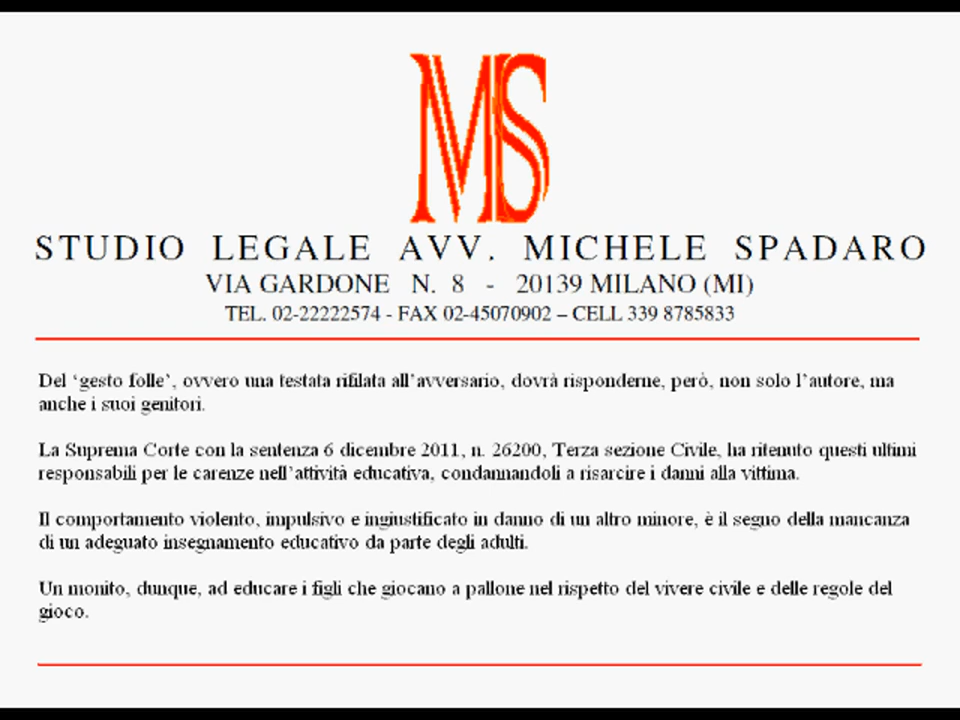 MS
STUDIO LEGALE AVV. MICHELE SPADARO
VIA GARDONE N. 8 - 20139 MILANO (MI)
TEL. 02-22222574 - FAX 02-45070902 – CELL 339 8785833
Del ‘gesto folle’, ovvero una testata rifilata all’avversario, dovrà risponderne, però, non solo l’autore, ma
anche i suoi genitori.
La Suprema Corte con la sentenza 6 dicembre 2011, n. 26200, Terza sezione Civile, ha ritenuto questi ultimi
responsabili per le carenze nell’attività educativa, condannandoli a risarcire i danni alla vittima.
Il comportamento violento, impulsivo e ingiustificato in danno di un altro minore, è il segno della mancanza
di un adeguato insegnamento educativo da parte degli adulti.
Un monito, dunque, ad educare i figli che giocano a pallone nel rispetto del vivere civile e delle regole del
gioco.